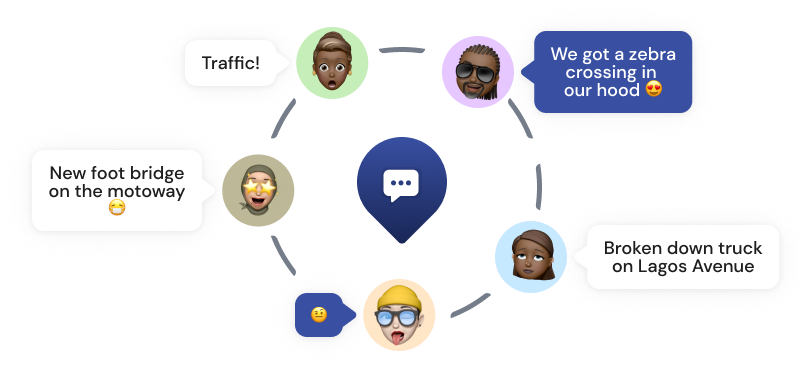 Traffic!
We got a zebra
crossing in
our hood 😍
New foot bridge
on the motoway
😷
Broken down truck
on Lagos Avenue
🤨